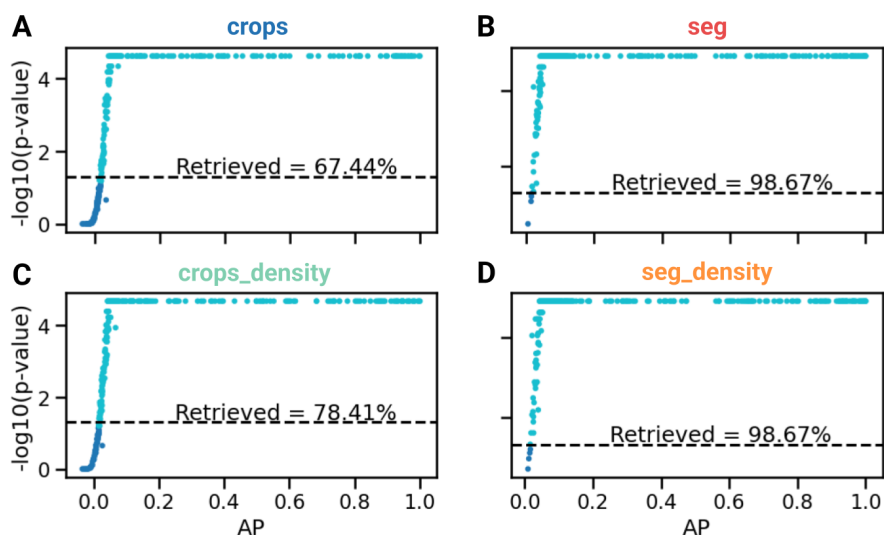 A crops
-log10(p-value)
4
2
0
Retrieved = 67.44%
B seg
Retrieved = 98.67%
C crops_density
-log10(p-value)
4
2
0
Retrieved = 78.41%
0.0 0.2 0.4 0.6 0.8 1.0
AP
D seg_density
Retrieved = 98.67%
0.0 0.2 0.4 0.6 0.8 1.0
AP